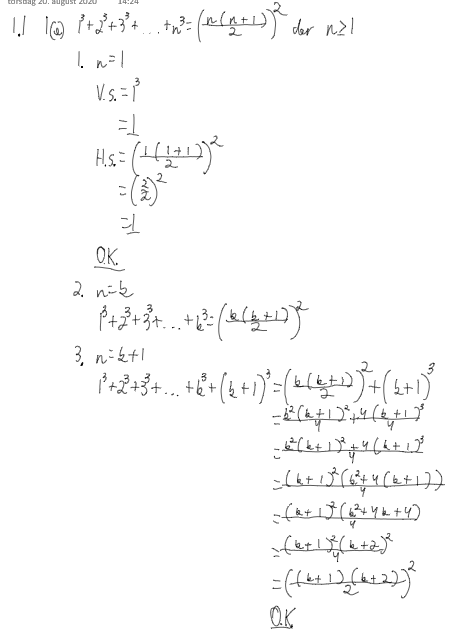 torsdag 20. august 2020 14:24
1.1 1(e) 1³+2³+3³+...+n³=(n(n+1)/2)² der n≥1
1. n=1
V.s.=1³
=1
H.s.=(1(1+1)/2)²
=(2/2)²
=1
O.K.
2. n=k
1³+2³+3³+...+k³=(k(k+1)/2)²
3. n=k+1
1³+2³+3³+...+k³+(k+1)³=(k(k+1)/2)²+(k+1)³
=k²(k+1)²/4+4(k+1)³/4
=k²(k+1)²+4(k+1)³/4
=(k+1)²(k²+4(k+1))/4
=(k+1)²(k²+4k+4)/4
=(k+1)²(k+2)²/4
=((k+1)(k+2)/2)²
O.K.